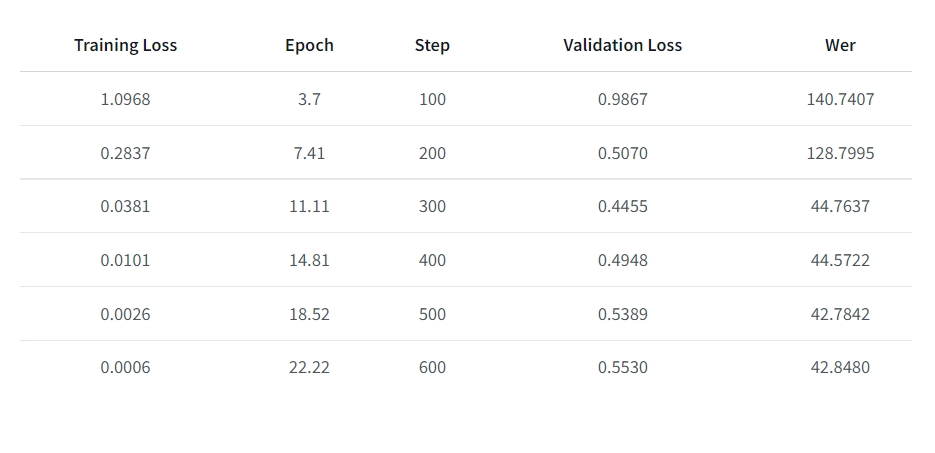 Training Loss Epoch Step Validation Loss Wer
1.0968 3.7 100 0.9867 140.7407
0.2837 7.41 200 0.5070 128.7995
0.0381 11.11 300 0.4455 44.7637
0.0101 14.81 400 0.4948 44.5722
0.0026 18.52 500 0.5389 42.7842
0.0006 22.22 600 0.5530 42.8480